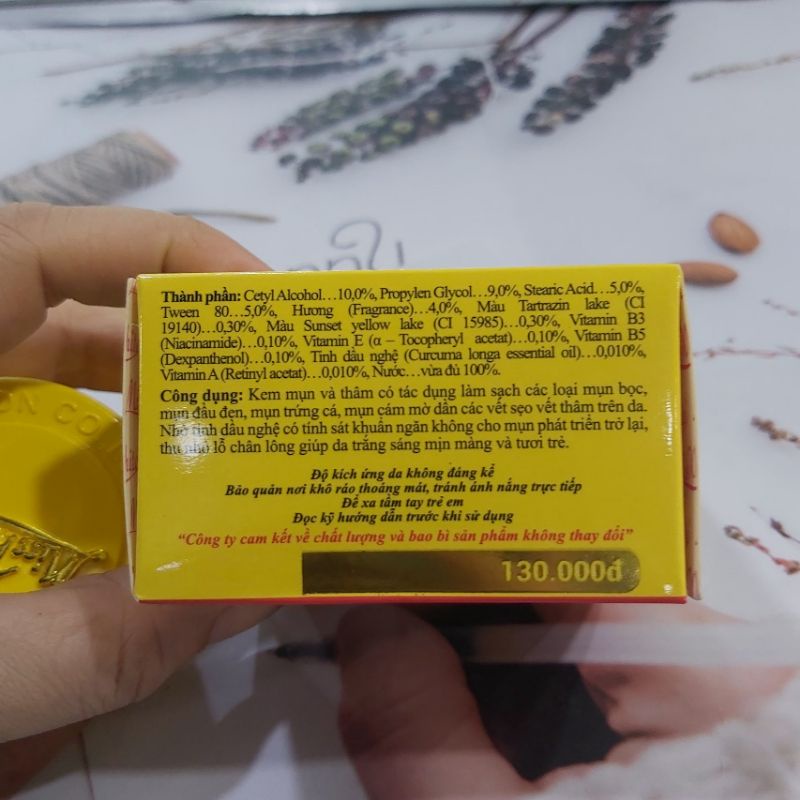 Thành phần: Cetyl Alcohol…10,0%, Propylen Glycol…9,0%, Stearic Acid…5,0%,
Tween 80…5,0%, Hương (Fragrance)…4,0%, Màu Tartrazin lake (CI
19140)…0,30%, Màu Sunset yellow lake (CI 15985)…0,30%, Vitamin B3
(Niacinamide)…0,10%, Vitamin E (α – Tocopheryl acetat)…0,10%, Vitamin B5
(Dexpanthenol)…0,10%, Tinh dầu nghệ (Curcuma longa essential oil)…0,010%,
Vitamin A (Retinyl acetat)…0,010%, Nước…vừa đủ 100%.
Công dụng: Kem mụn và thâm có tác dụng làm sạch các loại mụn bọc,
mụn đầu đen, mụn trứng cá, mụn cám mờ dần các vết sẹo vết thâm trên da.
Nhờ tinh dầu nghệ có tính sát khuẩn ngăn không cho mụn phát triển trở lại,
thu nhỏ lỗ chân lông giúp da trắng sáng mịn màng và tươi trẻ.
Độ kích ứng da không đáng kể
Bảo quản nơi khô ráo thoáng mát, tránh ánh nắng trực tiếp
Để xa tầm tay trẻ em
Đọc kỹ hướng dẫn trước khi sử dụng
"Công ty cam kết về chất lượng và bao bì sản phẩm không thay đổi"
130.000đ